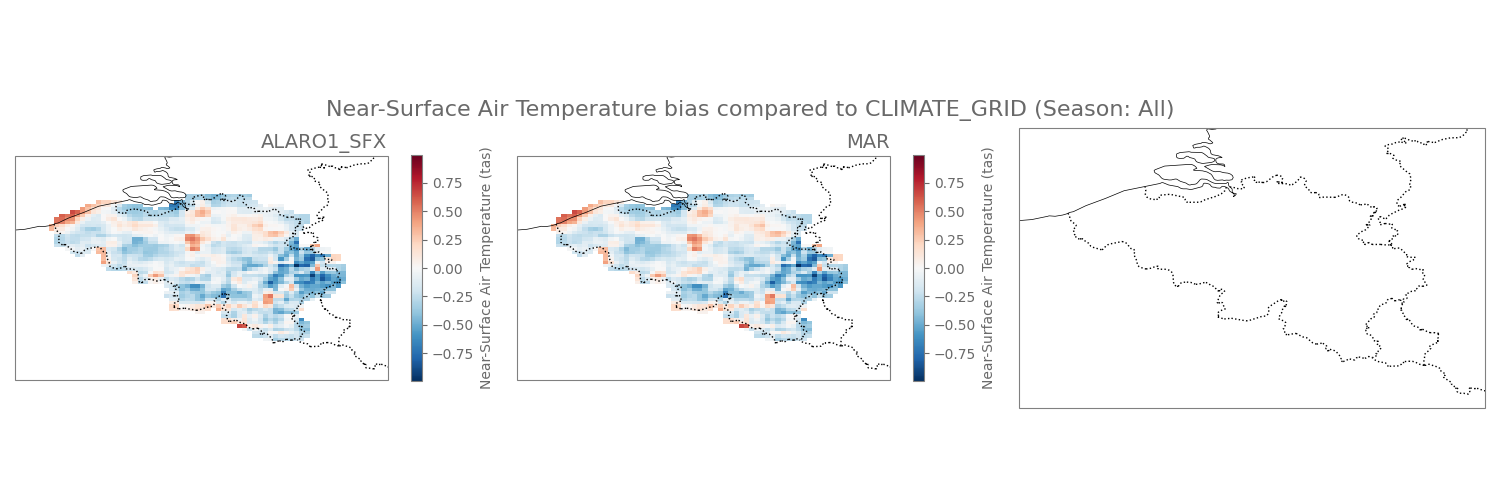 Near-Surface Air Temperature bias compared to CLIMATE_GRID (Season: All)
ALARO1_SFX
0.75
0.50
0.25
0.00
−0.25
−0.50
−0.75
Near-Surface Air Temperature (tas)
MAR
0.75
0.50
0.25
0.00
−0.25
−0.50
−0.75
Near-Surface Air Temperature (tas)